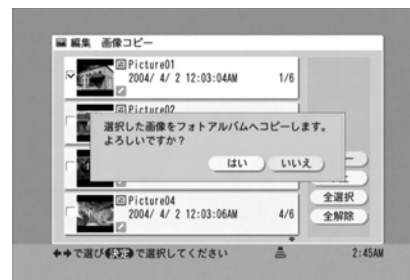 編集 画像コピー
Picture01
2004/ 4/ 2 12:03:04AM 1/6
Picture02
選択した画像をフォトアルバムへコピーします。
よろしいですか?
はい いいえ
Picture04
2004/ 4/ 2 12:03:06AM 4/6
全選択
全解除
で選び 決定 で選択してください 2:45AM